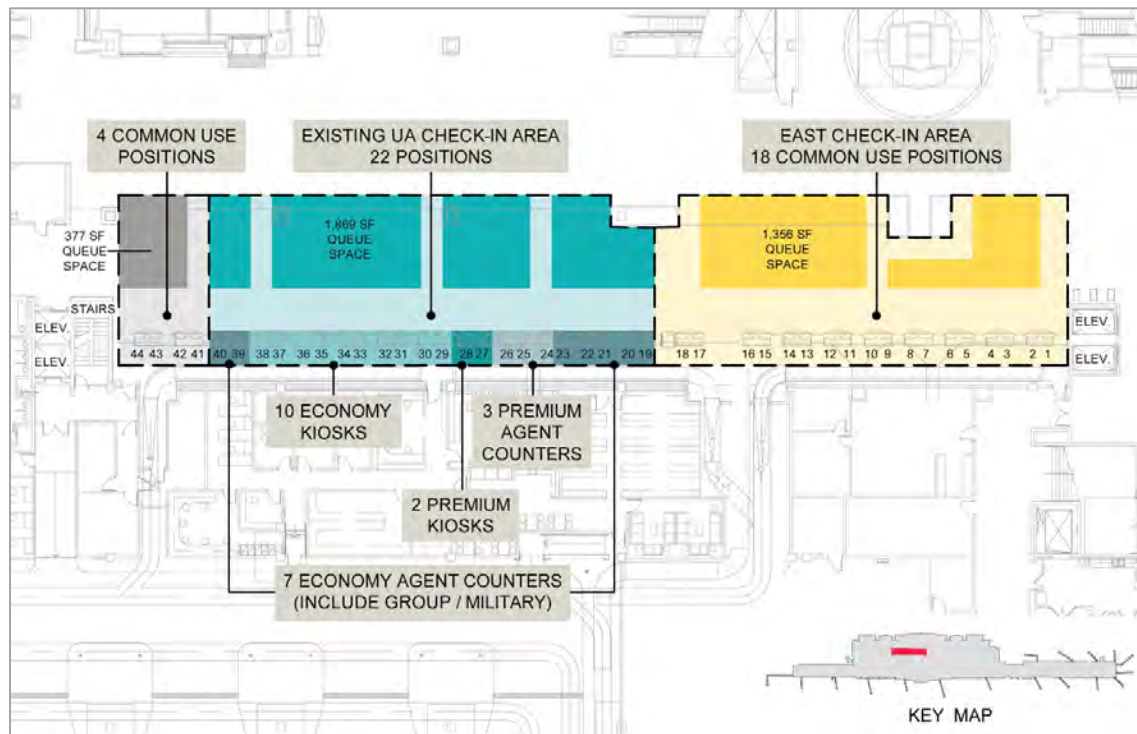 4 COMMON USE
POSITIONS
EXISTING UA CHECK-IN AREA
22 POSITIONS
EAST CHECK-IN AREA
18 COMMON USE POSITIONS
377 SF
QUEUE
SPACE
1,869 SF
QUEUE
SPACE
1,356 SF
QUEUE
SPACE
STAIRS
ELEV.
ELEV.
ELEV.
ELEV.
44 43 42 41 40 39 38 37 36 35 34 33 32 31 30 29 28 27 26 25 24 23 22 21 20 19 18 17 16 15 14 13 12 11 10 9 8 7 6 5 4 3 2 1
10 ECONOMY
KIOSKS
3 PREMIUM
AGENT
COUNTERS
2 PREMIUM
KIOSKS
7 ECONOMY AGENT COUNTERS
(INCLUDE GROUP / MILITARY)
KEY MAP